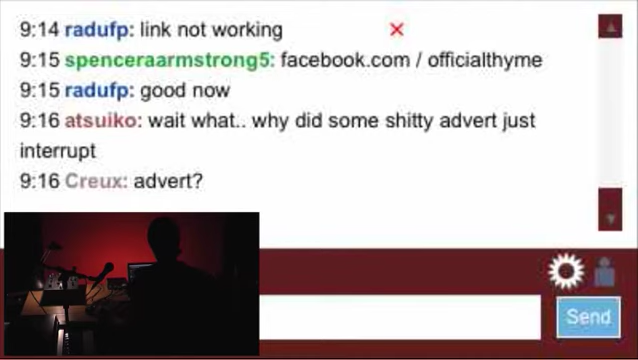 9:14 radufp: link not working
9:15 spenceraarmstrong5: facebook.com / officialthyme
9:15 radufp: good now
9:16 atsuiko: wait what.. why did some shitty advert just
interrupt
9:16 Creux: advert?
Send